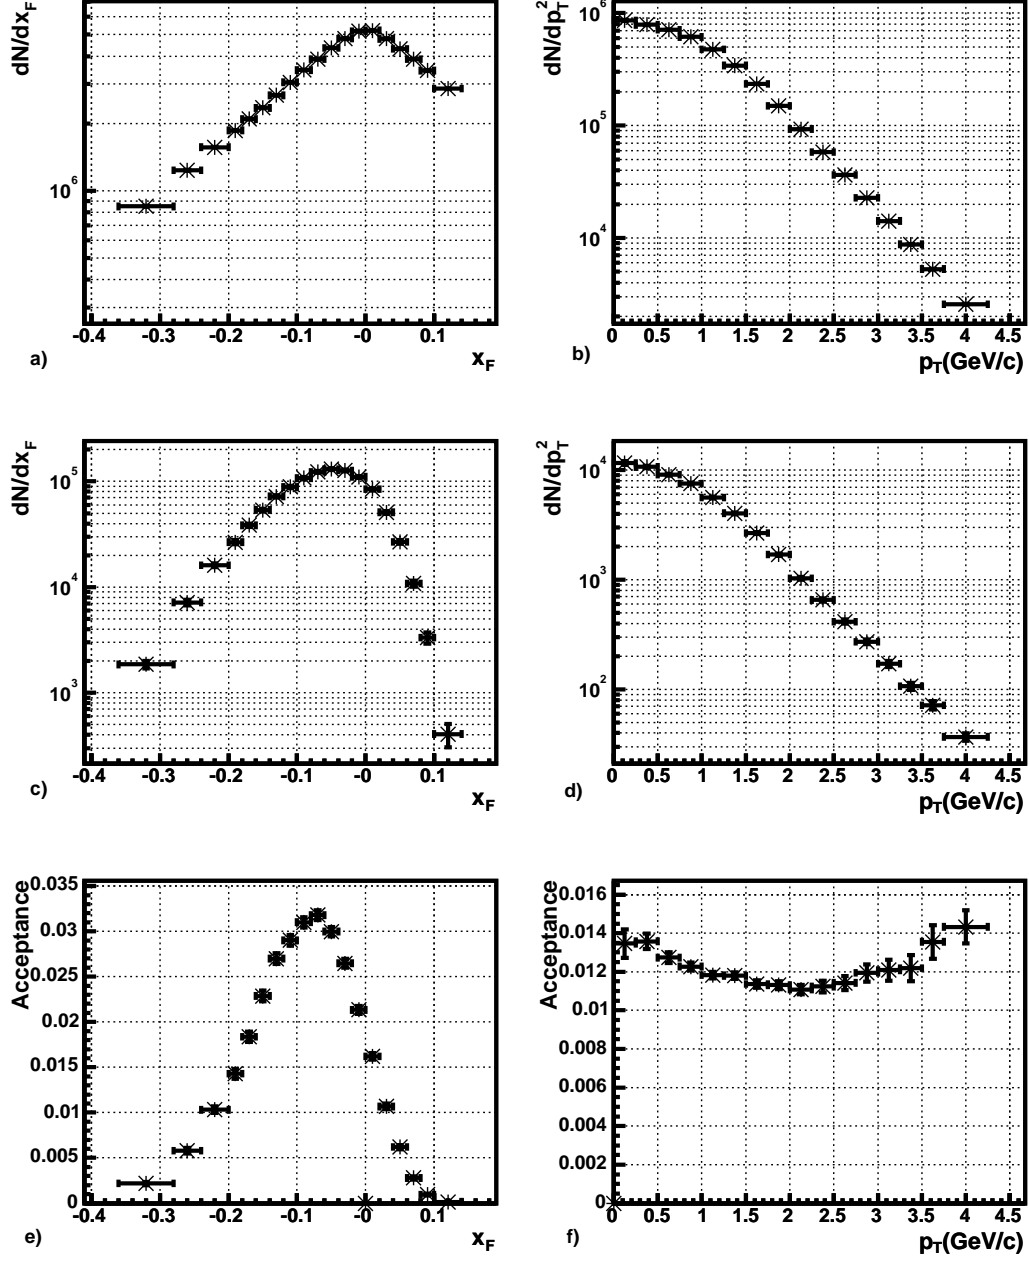 dN/dx_F
10^6
-0.4 -0.3 -0.2 -0.1 -0 0.1
a)
x_F
dN/dp_T^2
10^6
10^5
10^4
0 0.5 1 1.5 2 2.5 3 3.5 4 4.5
b)
p_T(GeV/c)
dN/dx_F
10^5
10^4
10^3
-0.4 -0.3 -0.2 -0.1 -0 0.1
c)
x_F
dN/dp_T^2
10^4
10^3
10^2
0 0.5 1 1.5 2 2.5 3 3.5 4 4.5
d)
p_T(GeV/c)
Acceptance
0.035
0.03
0.025
0.02
0.015
0.01
0.005
0
-0.4 -0.3 -0.2 -0.1 -0 0.1
e)
x_F
Acceptance
0.016
0.014
0.012
0.01
0.008
0.006
0.004
0.002
0
0 0.5 1 1.5 2 2.5 3 3.5 4 4.5
f)
p_T(GeV/c)